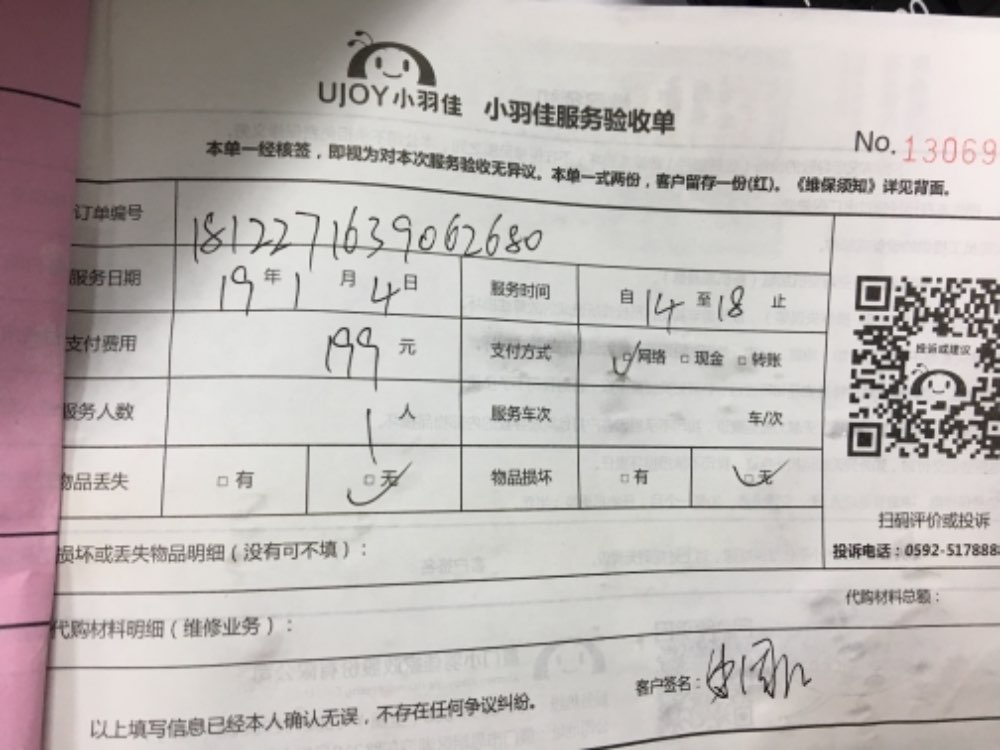 UJOY小羽佳 小羽佳服务验收单
No.13069
本单一经核签，即视为对本次服务验收无异议。本单一式两份，客户留存一份(红)。《维保须知》详见背面。
订单编号 1812271639062680
服务日期 19年1月4日 服务时间 自14至18止
支付费用 199元 支付方式 □网络 □现金 □转账
服务人数 1人 服务车次 车/次
物品丢失 □有 □无 物品损坏 □有 □无
投诉或建议
扫码评价或投诉
投诉电话：0592-5178888
损坏或丢失物品明细（没有可不填）：
代购材料明细（维修业务）： 代购材料总额：
客户签名：
以上填写信息已经本人确认无误，不存在任何争议纠纷。